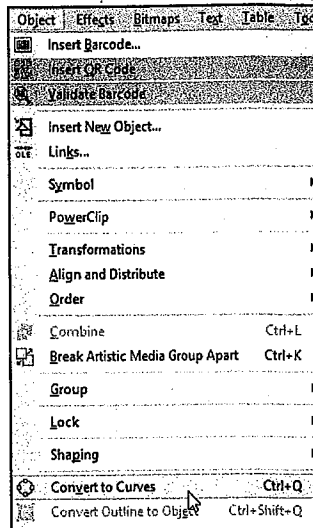 Object Effects Bitmaps Text Table
Insert Barcode...
Insert QR Code
Validate Barcode
Insert New Object...
OLE Links...
Symbol
PowerClip
Transformations
Align and Distribute
Order
Combine Ctrl+L
Break Artistic Media Group Apart Ctrl+K
Group
Lock
Shaping
Convert to Curves Ctrl+Q
Convert Outline to Object Ctrl+Shift+Q